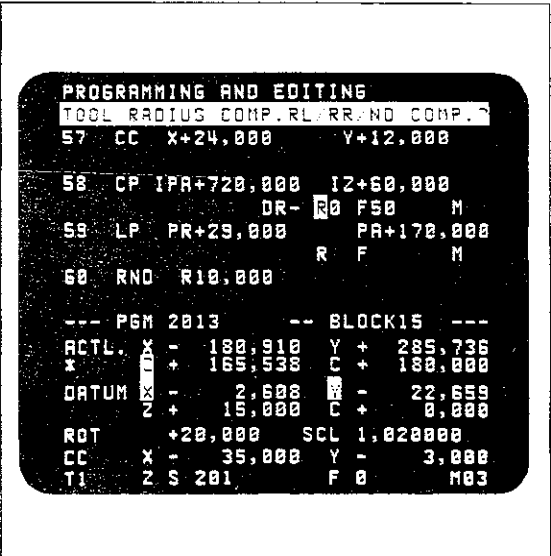 PROGRAMMING AND EDITING
TOOL RADIUS COMP.RL/RR/NO COMP.?
57 CC X+24,000 Y+12,000
58 CP IPA+720,000 IZ+60,000
DR- R0 F50 M
59 LP PR+29,000 PA+170,000
R F M
60 RND R10,000
--- PGM 2013 -- BLOCK15 ---
ACTL. X - 180,910 Y + 285,736
* Z + 165,538 C + 180,000
DATUM X - 2,608 Y - 22,659
Z + 15,000 C + 0,000
ROT +20,000 SCL 1,020000
CC X - 35,000 Y - 3,080
T1 Z S 201 F 0 M03